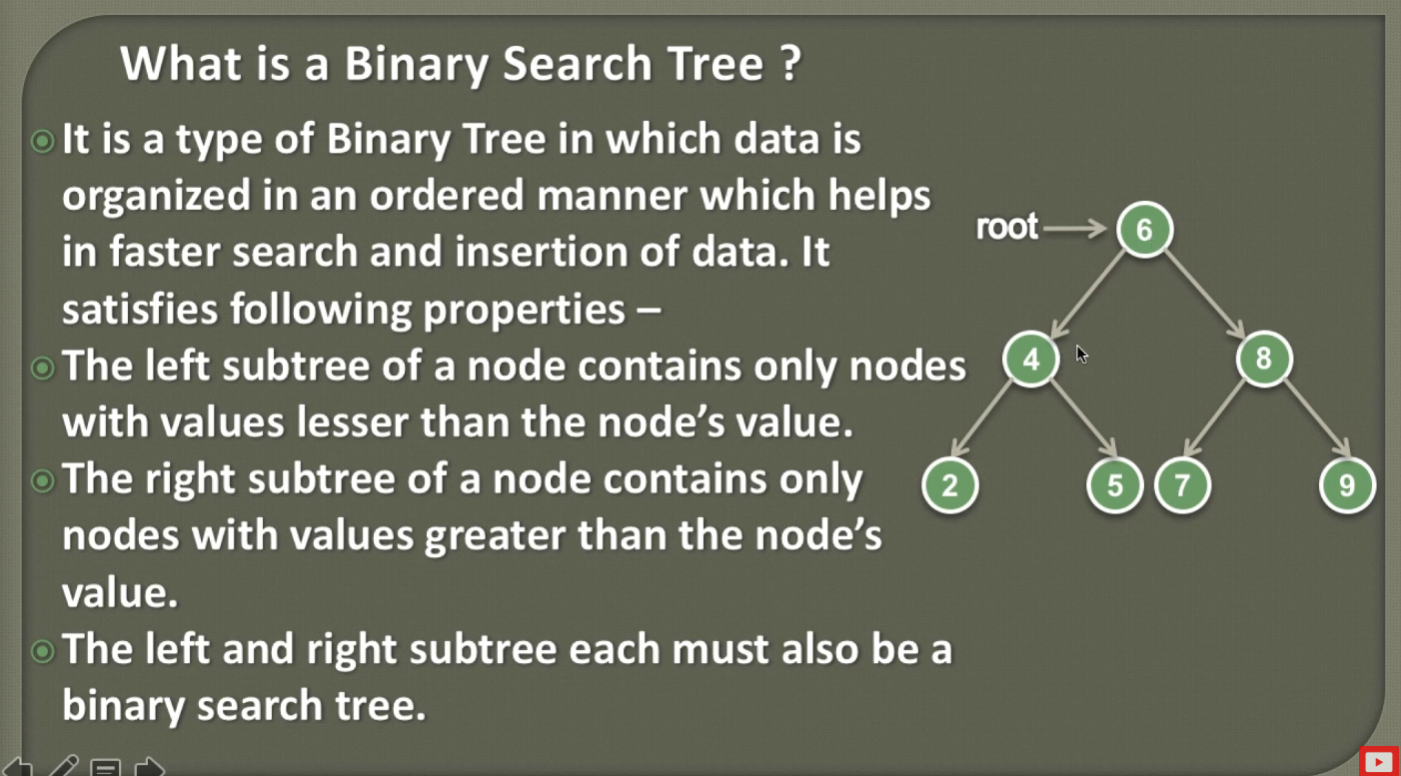 What is a Binary Search Tree ?
It is a type of Binary Tree in which data is
organized in an ordered manner which helps
in faster search and insertion of data. It
satisfies following properties –
The left subtree of a node contains only nodes
with values lesser than the node’s value.
The right subtree of a node contains only
nodes with values greater than the node’s
value.
The left and right subtree each must also be a
binary search tree.
root
6
4
8
2
5
7
9